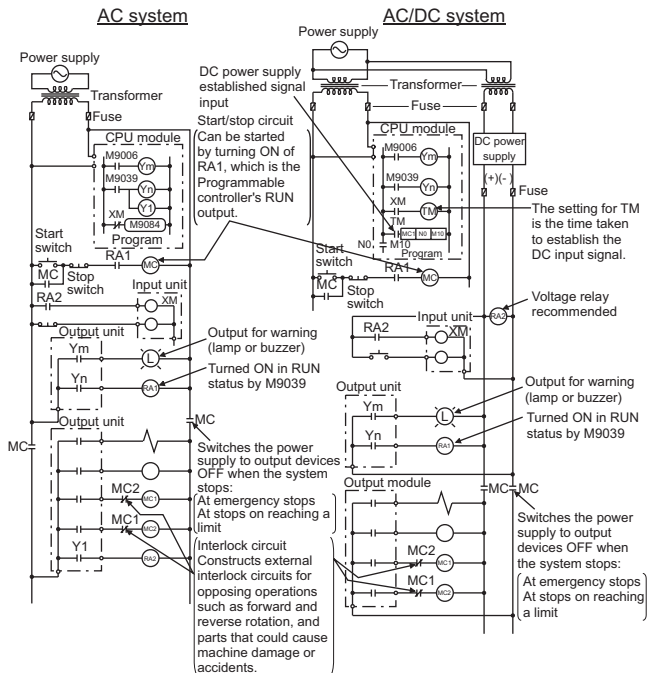 AC system
Power supply
Transformer
Fuse
CPU module
M9006
Ym
M9039
Yn
Y1
XM
M9084
Program
Start
switch
MC
Stop
switch
RA1
MC
RA2
Input unit
XM
Output unit
Ym
L
Yn
RA1
MC
Output unit
MC
MC2
MC1
MC1
MC2
Y1
RA2
DC power supply
established signal
input
Start/stop circuit
Can be started
by turning ON of
RA1, which is the
Programmable
controller's RUN
output.
Output for warning
(lamp or buzzer)
Turned ON in RUN
status by M9039
Switches the power
supply to output devices
OFF when the system
stops:
At emergency stops
At stops on reaching a
limit
Interlock circuit
Constructs external
interlock circuits for
opposing operations
such as forward and
reverse rotation, and
parts that could cause
machine damage or
accidents.
AC/DC system
Power supply
Transformer
Fuse
CPU module
M9006
Ym
M9039
Yn
XM
TM
TM
MC1 N0 M10
N0
M10
Program
DC power
supply
(+)(-)
Fuse
The setting for TM
is the time taken
to establish the
DC input signal.
Start
switch
MC
Stop
switch
RA1
MC
RA2
Voltage relay
recommended
Input unit
RA2
XM
Output unit
Ym
L
Yn
RA1
Output for warning
(lamp or buzzer)
Turned ON in RUN
status by M9039
Output module
MC
MC
MC2
MC1
MC1
MC2
Switches the power
supply to output
devices OFF when
the system stops:
At emergency stops
At stops on reaching
a limit